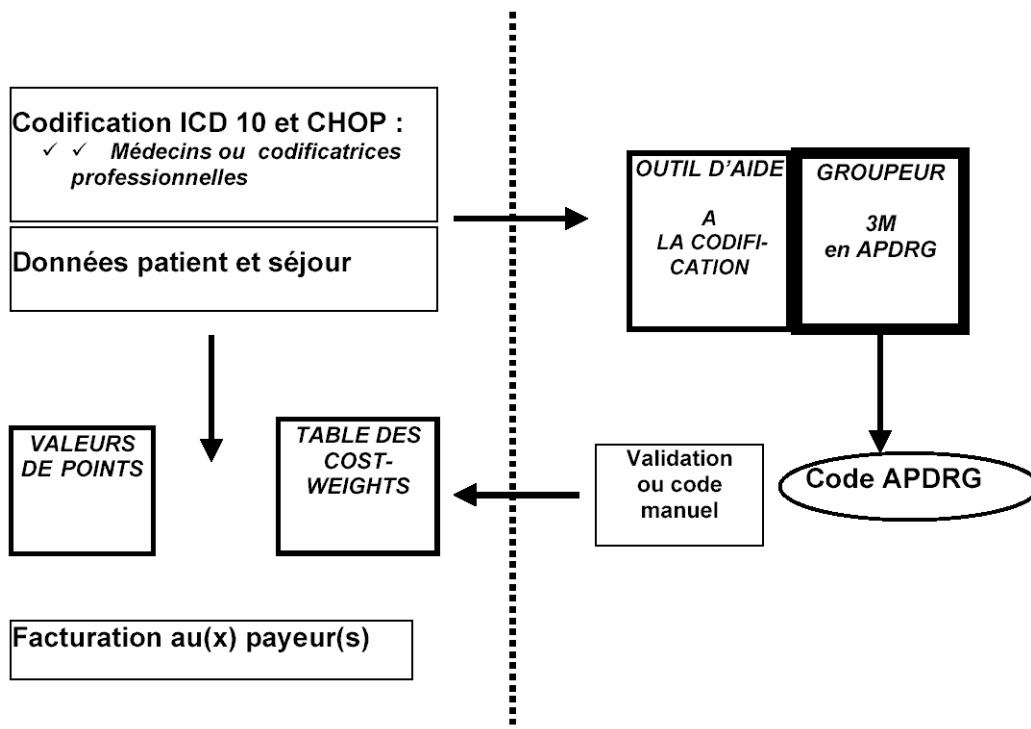 Codification ICD 10 et CHOP :
✓ ✓ Médecins ou codificatrices
professionnelles
Données patient et séjour
OUTIL D'AIDE
A
LA CODIFI-
CATION
GROUPEUR
3M
en APDRG
VALEURS
DE POINTS
TABLE DES
COST-
WEIGHTS
Validation
ou code
manuel
Code APDRG
Facturation au(x) payeur(s)